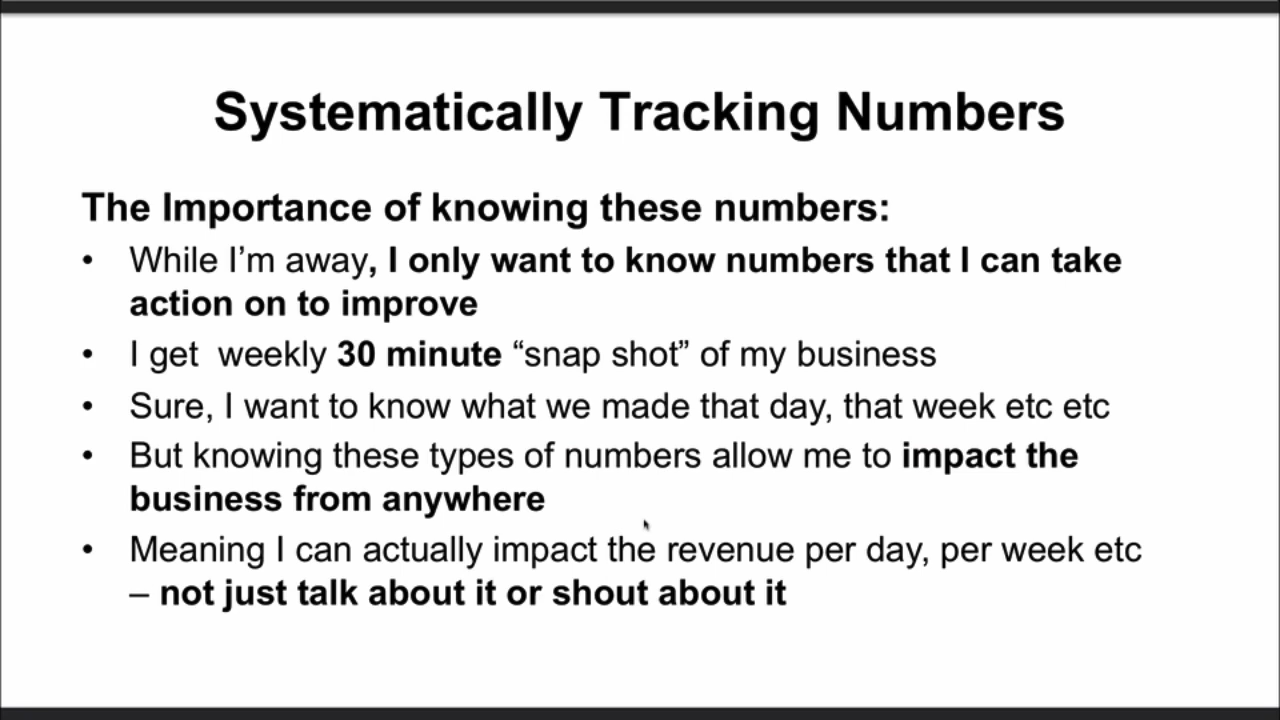 Systematically Tracking Numbers
The Importance of knowing these numbers:
• While I’m away, I only want to know numbers that I can take
action on to improve
• I get  weekly 30 minute “snap shot” of my business
• Sure, I want to know what we made that day, that week etc etc
• But knowing these types of numbers allow me to impact the
business from anywhere
• Meaning I can actually impact the revenue per day, per week etc
– not just talk about it or shout about it